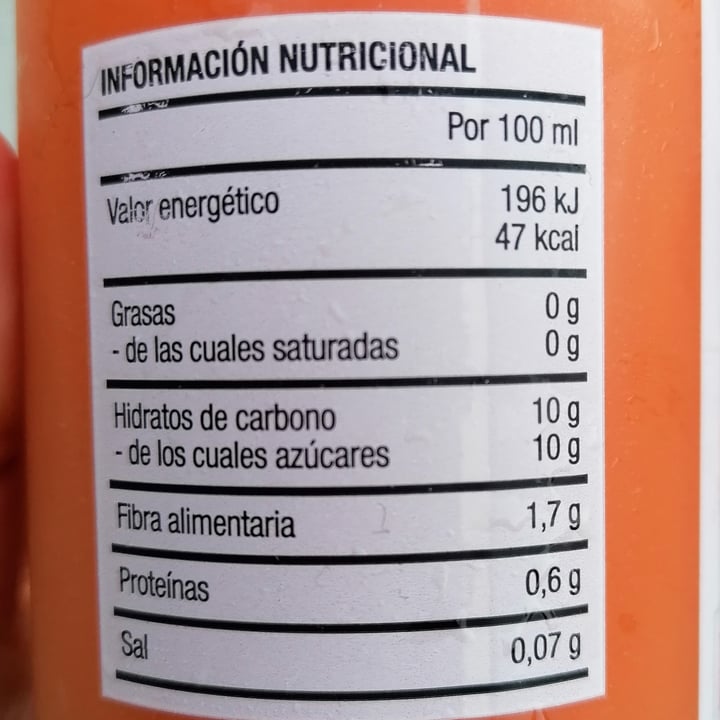 INFORMACIÓN NUTRICIONAL
Por 100 ml
Valor energético 196 kJ
47 kcal
Grasas 0 g
- de las cuales saturadas 0 g
Hidratos de carbono 10 g
- de los cuales azúcares 10 g
Fibra alimentaria 1,7 g
Proteínas 0,6 g
Sal 0,07 g